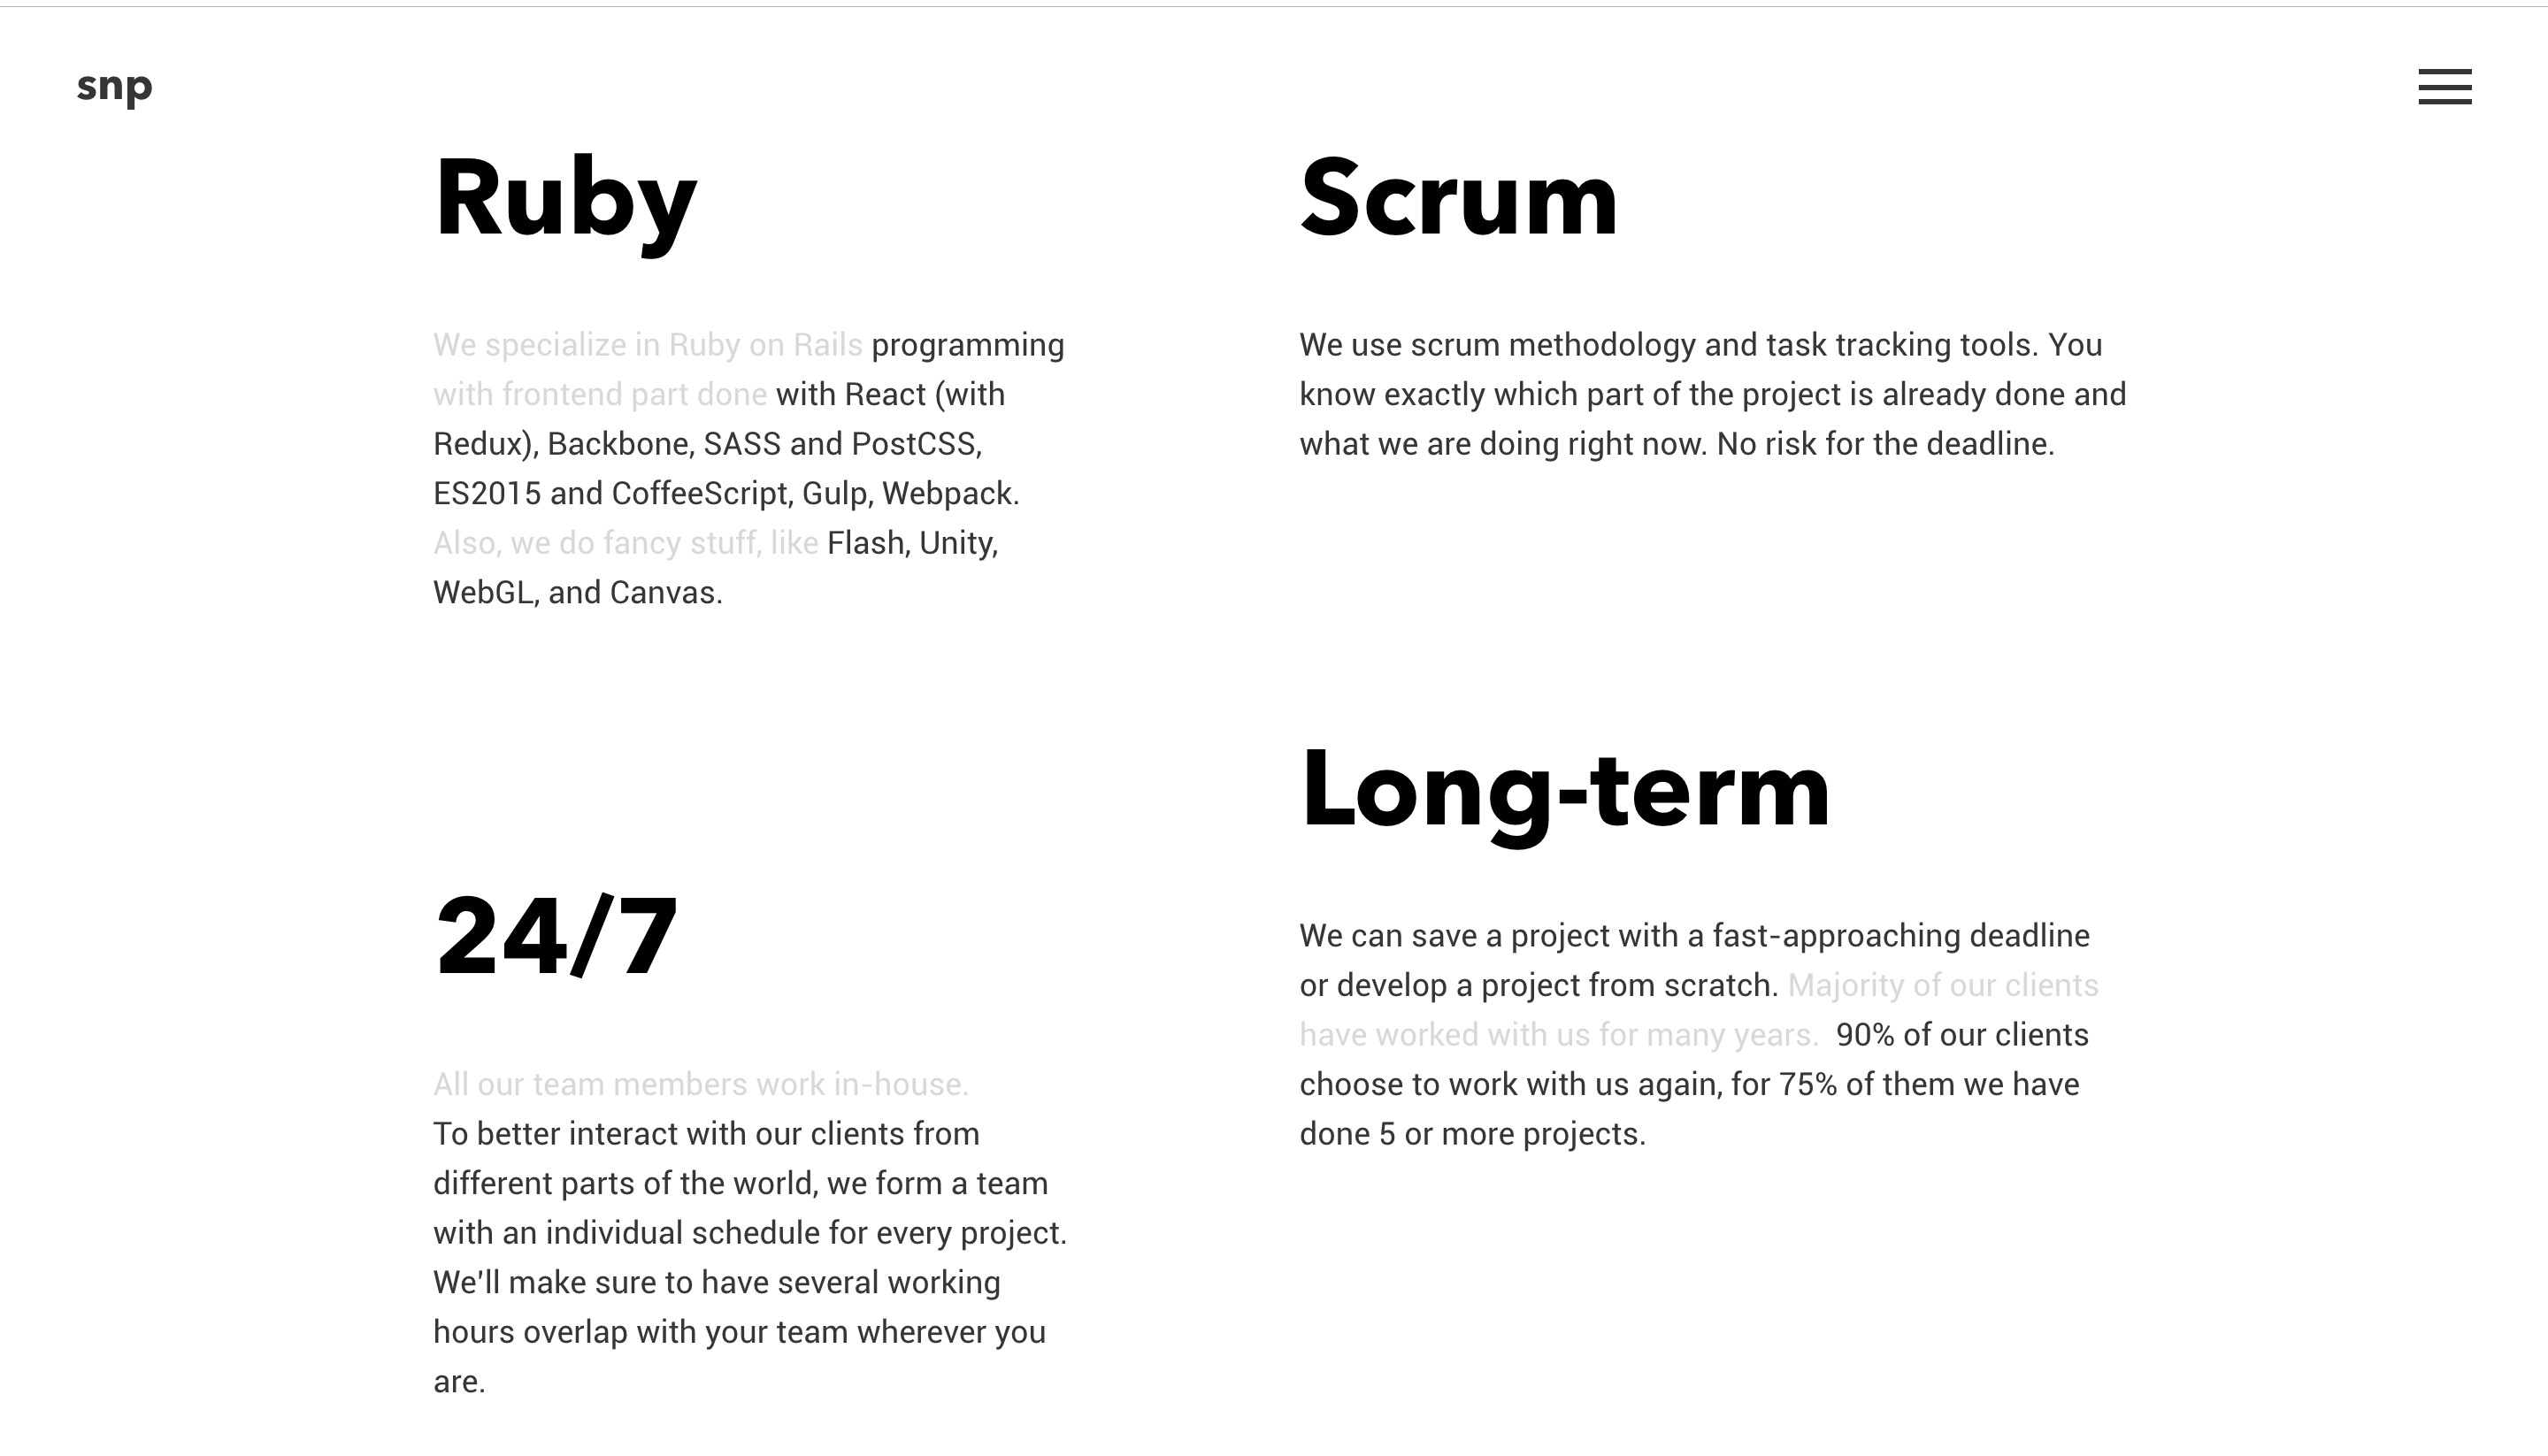 snp
Ruby
We specialize in Ruby on Rails programming
with frontend part done with React (with
Redux), Backbone, SASS and PostCSS,
ES2015 and CoffeeScript, Gulp, Webpack.
Also, we do fancy stuff, like Flash, Unity,
WebGL, and Canvas.
Scrum
We use scrum methodology and task tracking tools. You
know exactly which part of the project is already done and
what we are doing right now. No risk for the deadline.
24/7
All our team members work in-house.
To better interact with our clients from
different parts of the world, we form a team
with an individual schedule for every project.
We'll make sure to have several working
hours overlap with your team wherever you
are.
Long-term
We can save a project with a fast-approaching deadline
or develop a project from scratch. Majority of our clients
have worked with us for many years. 90% of our clients
choose to work with us again, for 75% of them we have
done 5 or more projects.